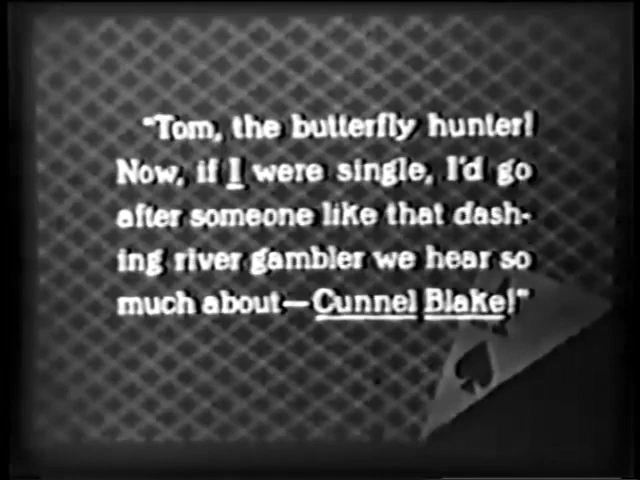 "Tom, the butterfly hunter!
Now, if I were single, I'd go
after someone like that dash-
ing river gambler we hear so
much about—Cunnel Blake!"